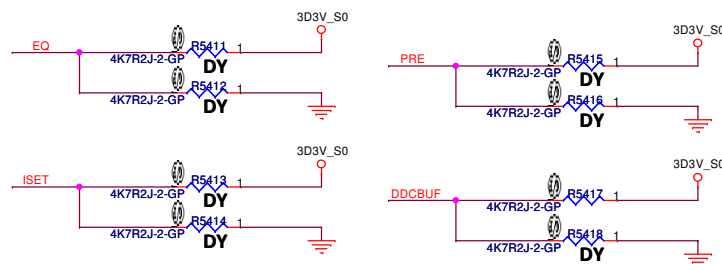 3D3V_S0
EQ
R5411
1
4K7R2J-2-GP
DY
R5412
1
4K7R2J-2-GP
DY
3D3V_S0
PRE
R5415
1
4K7R2J-2-GP
DY
R5416
1
4K7R2J-2-GP
DY
3D3V_S0
ISET
R5413
1
4K7R2J-2-GP
DY
R5414
1
4K7R2J-2-GP
DY
3D3V_S0
DDCBUF
R5417
1
4K7R2J-2-GP
DY
R5418
1
4K7R2J-2-GP
DY